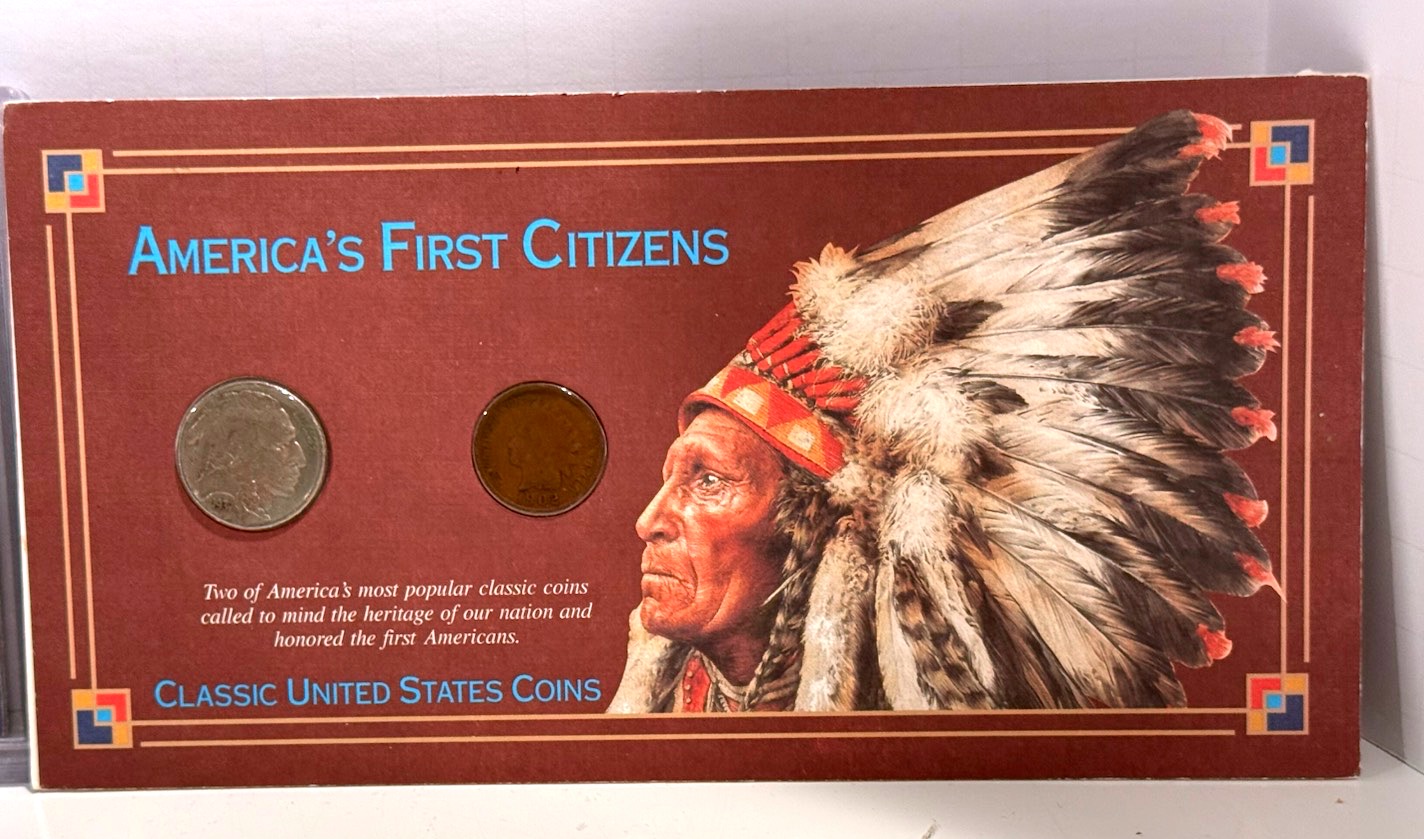 AMERICA'S FIRST CITIZENS
1902
Two of America's most popular classic coins
called to mind the heritage of our nation and
honored the first Americans.
CLASSIC UNITED STATES COINS